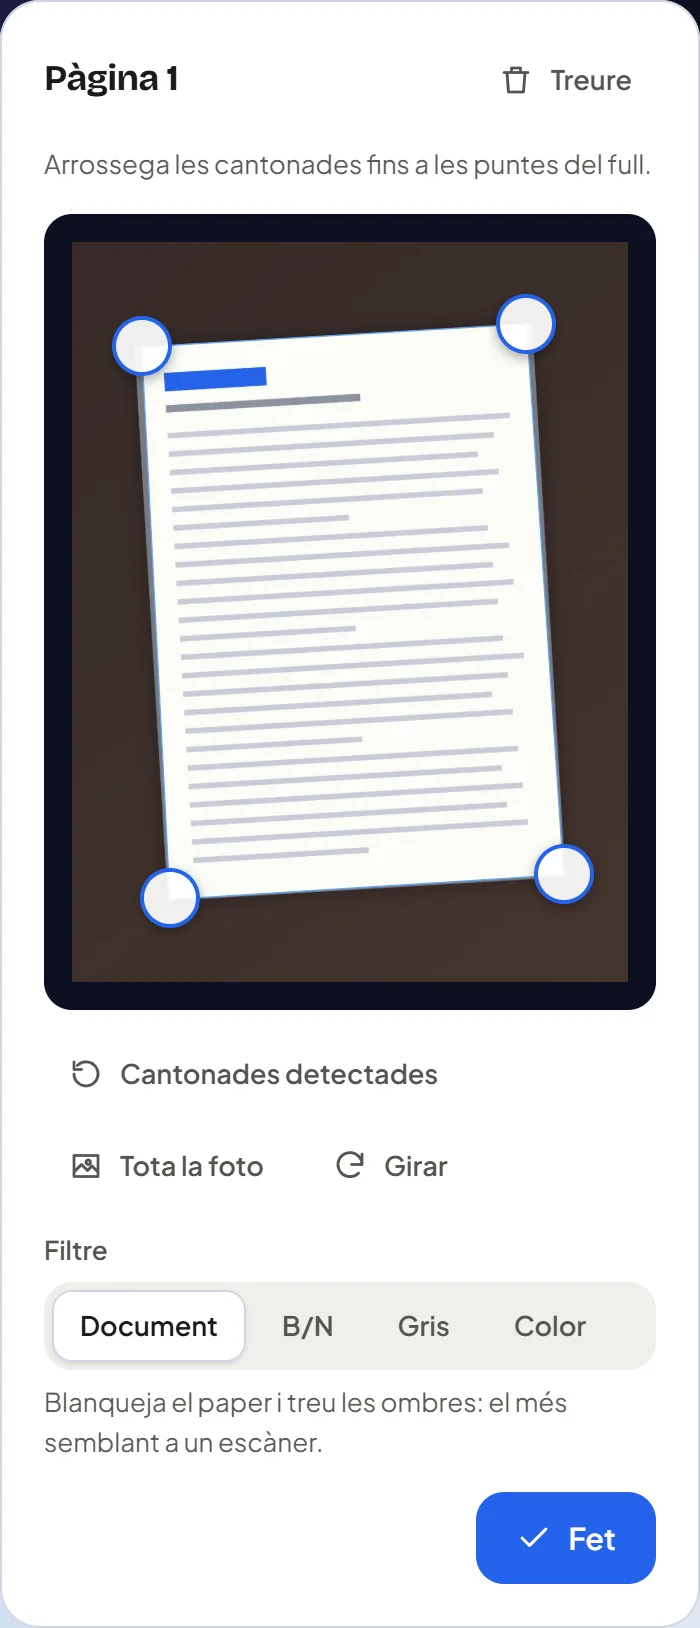 Pàgina 1
Treure
Arrossega les cantonades fins a les puntes del full.
Cantonades detectades
Tota la foto
Girar
Filtre
Document
B/N
Gris
Color
Blanqueja el paper i treu les ombres: el més
semblant a un escàner.
Fet